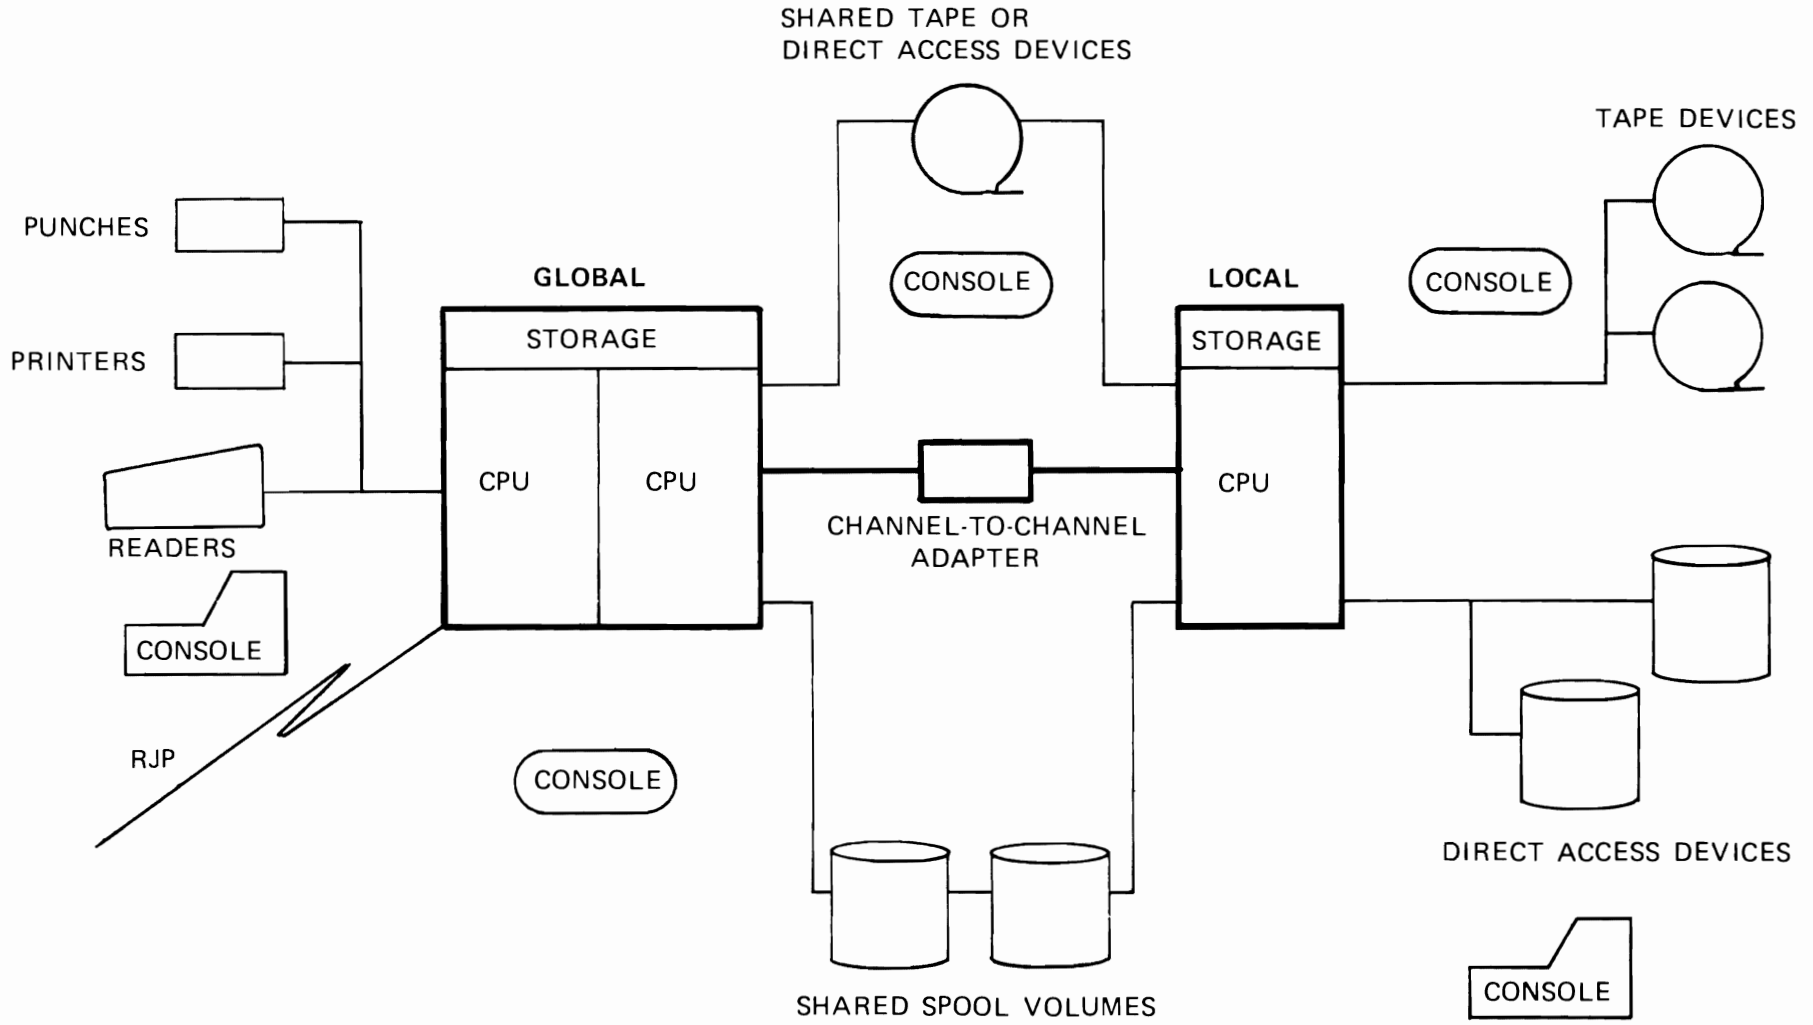 SHARED TAPE OR
DIRECT ACCESS DEVICES
TAPE DEVICES
PUNCHES
GLOBAL
CONSOLE
LOCAL
CONSOLE
STORAGE
STORAGE
PRINTERS
CPU
CPU
CPU
CHANNEL-TO-CHANNEL
ADAPTER
READERS
CONSOLE
RJP
CONSOLE
DIRECT ACCESS DEVICES
CONSOLE
SHARED SPOOL VOLUMES